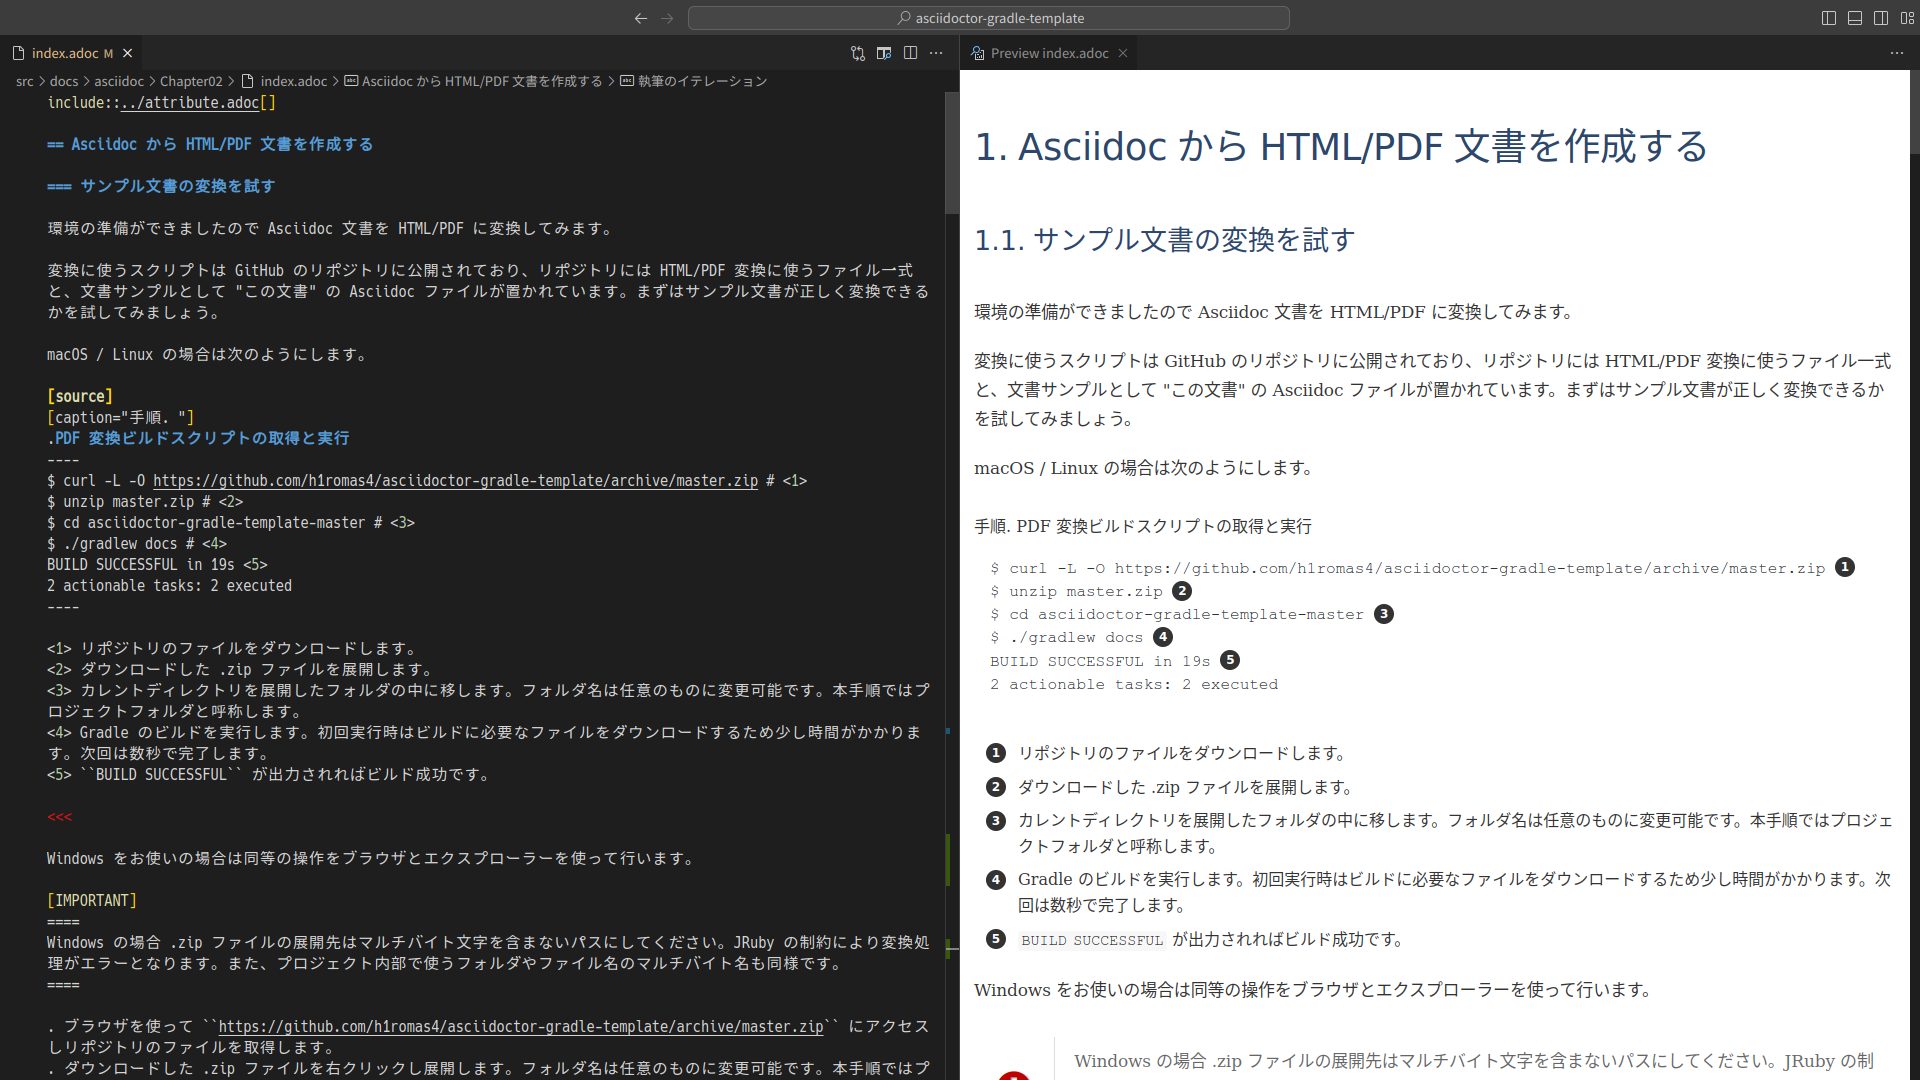 asciidoctor-gradle-template
index.adoc M
Preview index.adoc
src > docs > asciidoc > Chapter02 > index.adoc > Asciidoc から HTML/PDF 文書を作成する > 執筆のイテレーション
include::../attribute.adoc[]
== Asciidoc から HTML/PDF 文書を作成する
=== サンプル文書の変換を試す
環境の準備ができましたので Asciidoc 文書を HTML/PDF に変換してみます。
変換に使うスクリプトは GitHub のリポジトリに公開されており、リポジトリには HTML/PDF 変換に使うファイル一式
と、文書サンプルとして "この文書" の Asciidoc ファイルが置かれています。まずはサンプル文書が正しく変換できる
かを試してみましょう。
macOS / Linux の場合は次のようにします。
[source]
[caption="手順. "]
.PDF 変換ビルドスクリプトの取得と実行
----
$ curl -L -O https://github.com/h1romas4/asciidoctor-gradle-template/archive/master.zip # <1>
$ unzip master.zip # <2>
$ cd asciidoctor-gradle-template-master # <3>
$ ./gradlew docs # <4>
BUILD SUCCESSFUL in 19s <5>
2 actionable tasks: 2 executed
----
<1> リポジトリのファイルをダウンロードします。
<2> ダウンロードした .zip ファイルを展開します。
<3> カレントディレクトリを展開したフォルダの中に移します。フォルダ名は任意のものに変更可能です。本手順ではプ
ロジェクトフォルダと呼称します。
<4> Gradle のビルドを実行します。初回実行時はビルドに必要なファイルをダウンロードするため少し時間がかかりま
す。次回は数秒で完了します。
<5> ``BUILD SUCCESSFUL`` が出力されればビルド成功です。
<<<
Windows をお使いの場合は同等の操作をブラウザとエクスプローラーを使って行います。
[IMPORTANT]
====
Windows の場合 .zip ファイルの展開先はマルチバイト文字を含まないパスにしてください。JRuby の制約により変換処
理がエラーとなります。また、プロジェクト内部で使うフォルダやファイル名のマルチバイト名も同様です。
====
. ブラウザを使って ``https://github.com/h1romas4/asciidoctor-gradle-template/archive/master.zip`` にアクセス
しリポジトリのファイルを取得します。
. ダウンロードした .zip ファイルを右クリックし展開します。フォルダ名は任意のものに変更可能です。本手順ではプ
1. Asciidoc から HTML/PDF 文書を作成する
1.1. サンプル文書の変換を試す
環境の準備ができましたので Asciidoc 文書を HTML/PDF に変換してみます。
変換に使うスクリプトは GitHub のリポジトリに公開されており、リポジトリには HTML/PDF 変換に使うファイル一式
と、文書サンプルとして "この文書" の Asciidoc ファイルが置かれています。まずはサンプル文書が正しく変換できるか
を試してみましょう。
macOS / Linux の場合は次のようにします。
手順. PDF 変換ビルドスクリプトの取得と実行
$ curl -L -O https://github.com/h1romas4/asciidoctor-gradle-template/archive/master.zip 1
$ unzip master.zip 2
$ cd asciidoctor-gradle-template-master 3
$ ./gradlew docs 4
BUILD SUCCESSFUL in 19s 5
2 actionable tasks: 2 executed
1 リポジトリのファイルをダウンロードします。
2 ダウンロードした .zip ファイルを展開します。
3 カレントディレクトリを展開したフォルダの中に移します。フォルダ名は任意のものに変更可能です。本手順ではプロジェ
クトフォルダと呼称します。
4 Gradle のビルドを実行します。初回実行時はビルドに必要なファイルをダウンロードするため少し時間がかかります。次
回は数秒で完了します。
5 BUILD SUCCESSFUL が出力されればビルド成功です。
Windows をお使いの場合は同等の操作をブラウザとエクスプローラーを使って行います。
Windows の場合 .zip ファイルの展開先はマルチバイト文字を含まないパスにしてください。JRuby の制